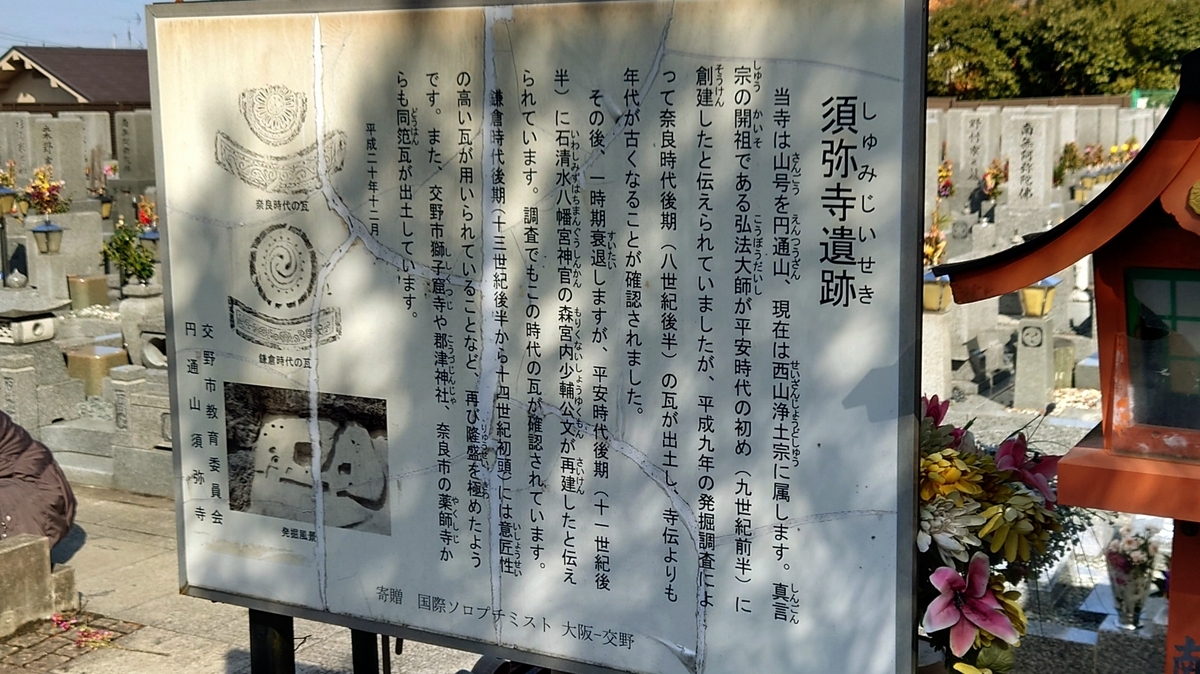 しゅみじいせき
須弥寺遺跡
当寺は山号を円通山、現在は西山浄土宗に属します。真言
宗の開祖である弘法大師が平安時代の初め（九世紀前半）に
創建したと伝えられていましたが、平成九年の発掘調査によ
って奈良時代後期（八世紀後半）の瓦が出土し、寺伝よりも
年代が古くなることが確認されました。
その後、一時期衰退しますが、平安時代後期（十一世紀後
半）に石清水八幡宮神官の森宮内少輔公文が再建したと伝え
られています。調査でもこの時代の瓦が確認されています。
鎌倉時代後期（十三世紀後半から十四世紀初頭）には意匠性
の高い瓦が用いられていることなど、再び隆盛を極めたよう
です。また、交野市獅子窟寺や郡津神社、奈良市の薬師寺か
らも同笵瓦が出土しています。
平成二十年十二月
奈良時代の瓦
鎌倉時代の瓦
発掘風景
交野市教育委員会
円通山須弥寺
寄贈　国際ソロプチミスト 大阪-交野
南無阿弥陀佛